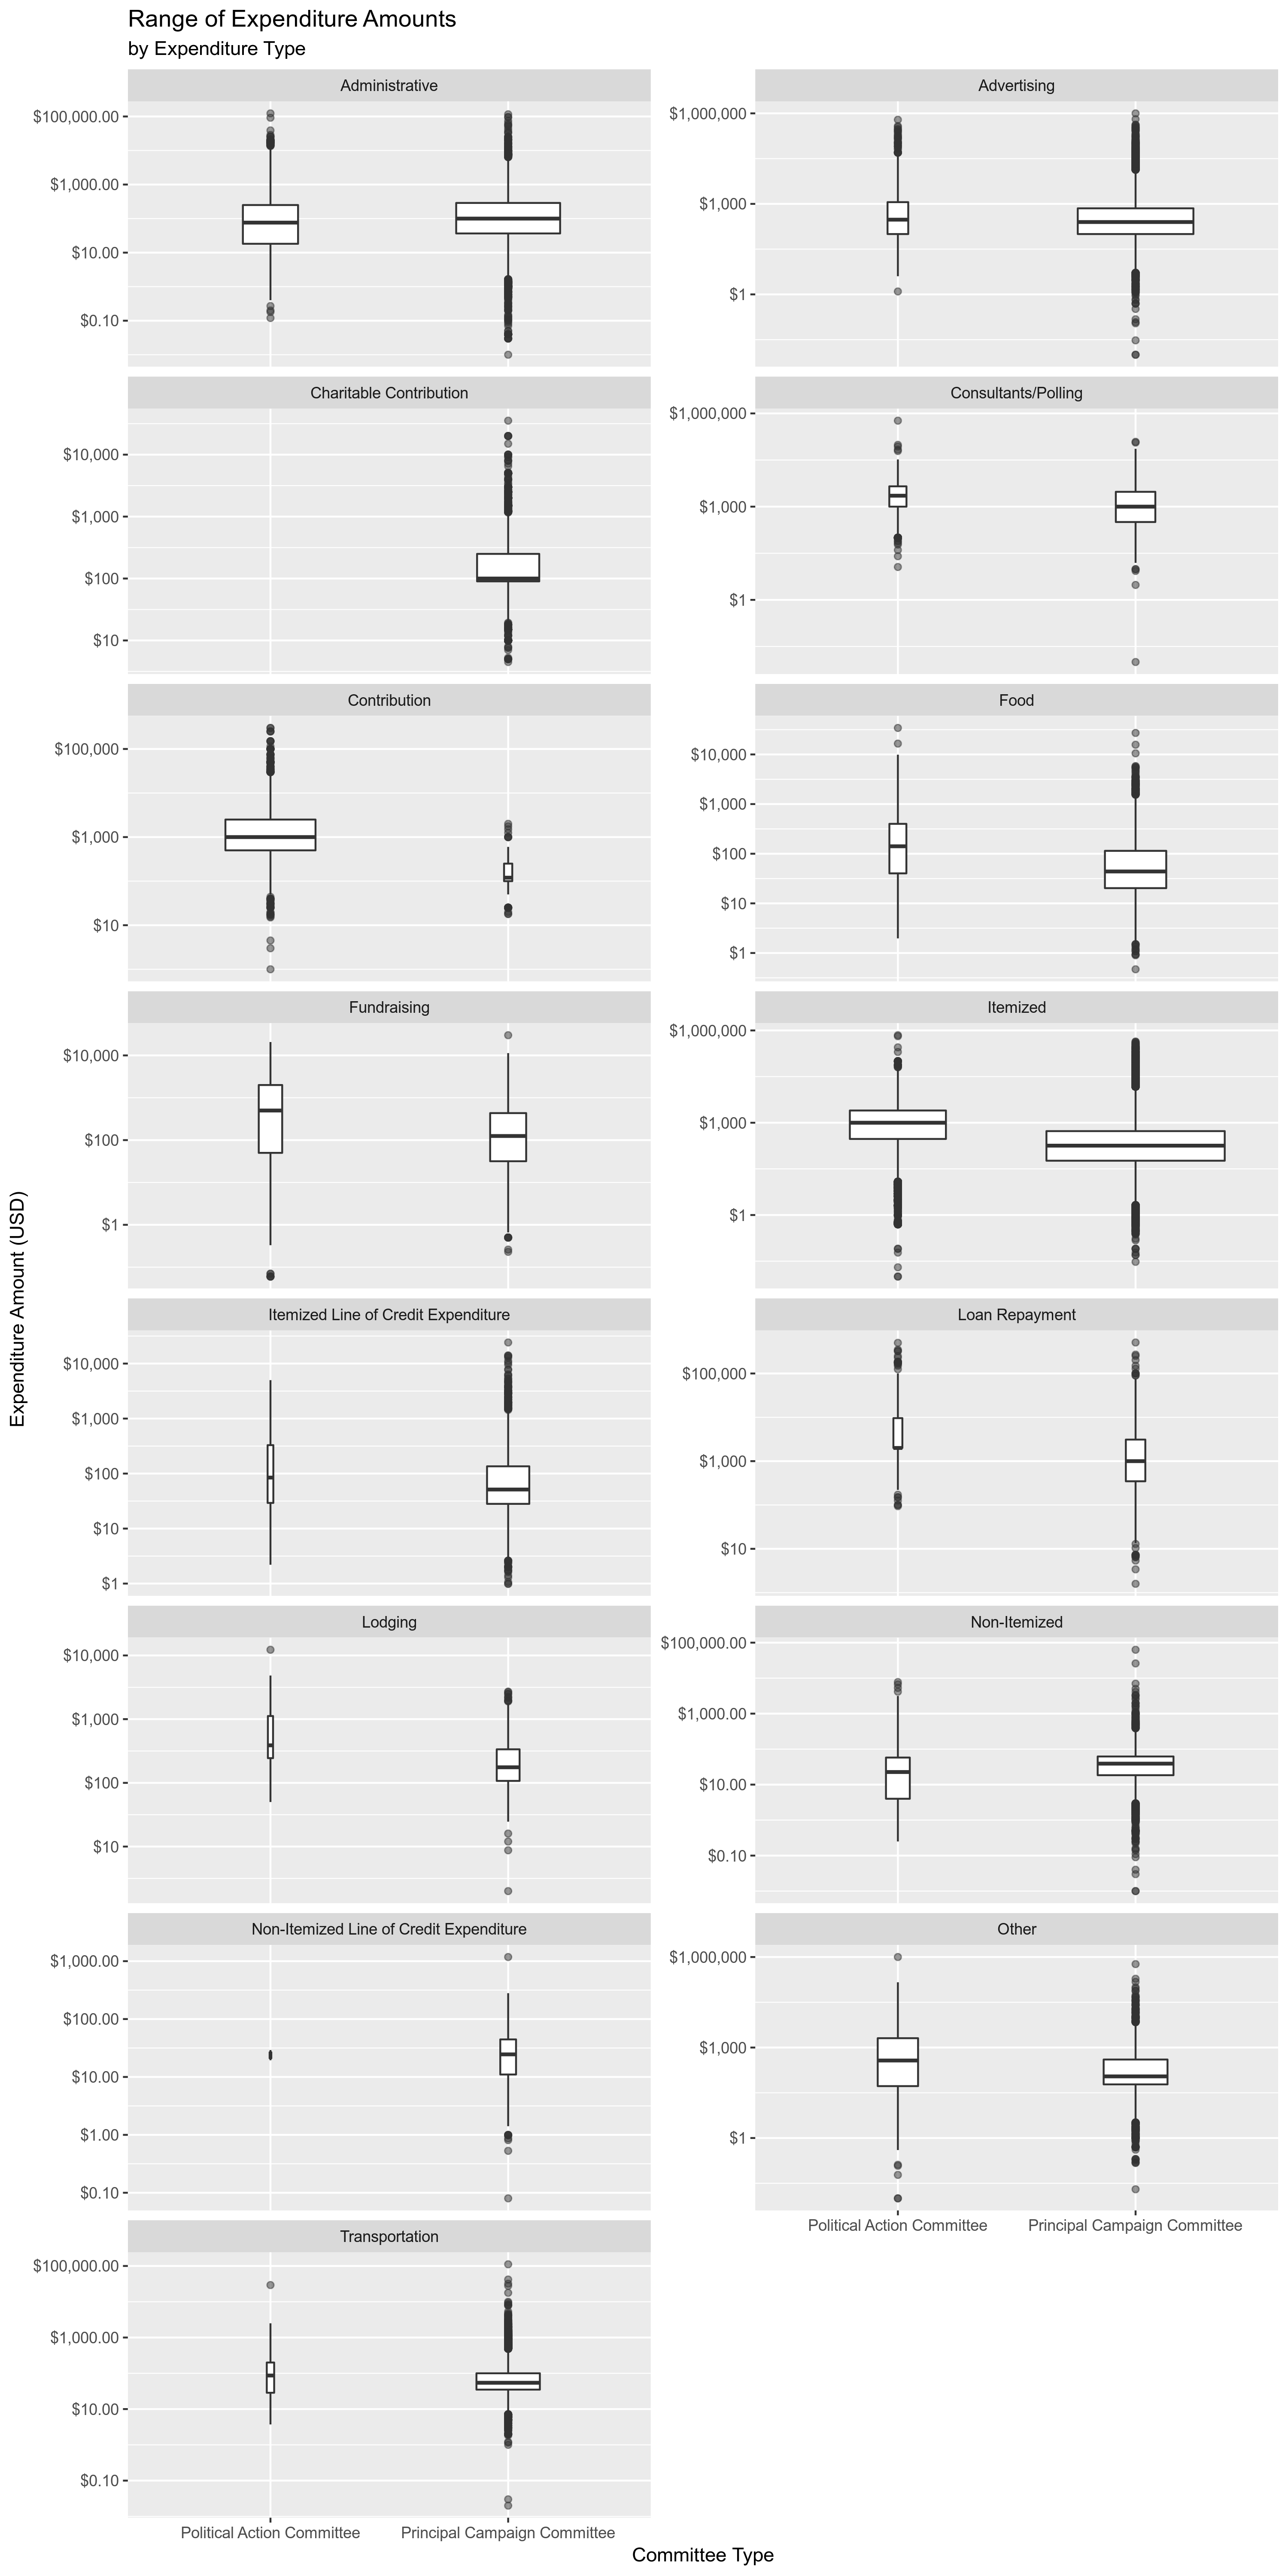 Range of Expenditure Amounts
by Expenditure Type
Administrative
$100,000.00
$1,000.00
$10.00
$0.10
Advertising
$1,000,000
$1,000
$1
Charitable Contribution
$10,000
$1,000
$100
$10
Consultants/Polling
$1,000,000
$1,000
$1
Contribution
$100,000
$1,000
$10
Food
$10,000
$1,000
$100
$10
$1
Fundraising
$10,000
$100
$1
Itemized
$1,000,000
$1,000
$1
Itemized Line of Credit Expenditure
$10,000
$1,000
$100
$10
$1
Loan Repayment
$100,000
$1,000
$10
Lodging
$10,000
$1,000
$100
$10
Non-Itemized
$100,000.00
$1,000.00
$10.00
$0.10
Non-Itemized Line of Credit Expenditure
$1,000.00
$100.00
$10.00
$1.00
$0.10
Other
$1,000,000
$1,000
$1
Political Action Committee
Principal Campaign Committee
Transportation
$100,000.00
$1,000.00
$10.00
$0.10
Political Action Committee
Principal Campaign Committee
Committee Type
Expenditure Amount (USD)